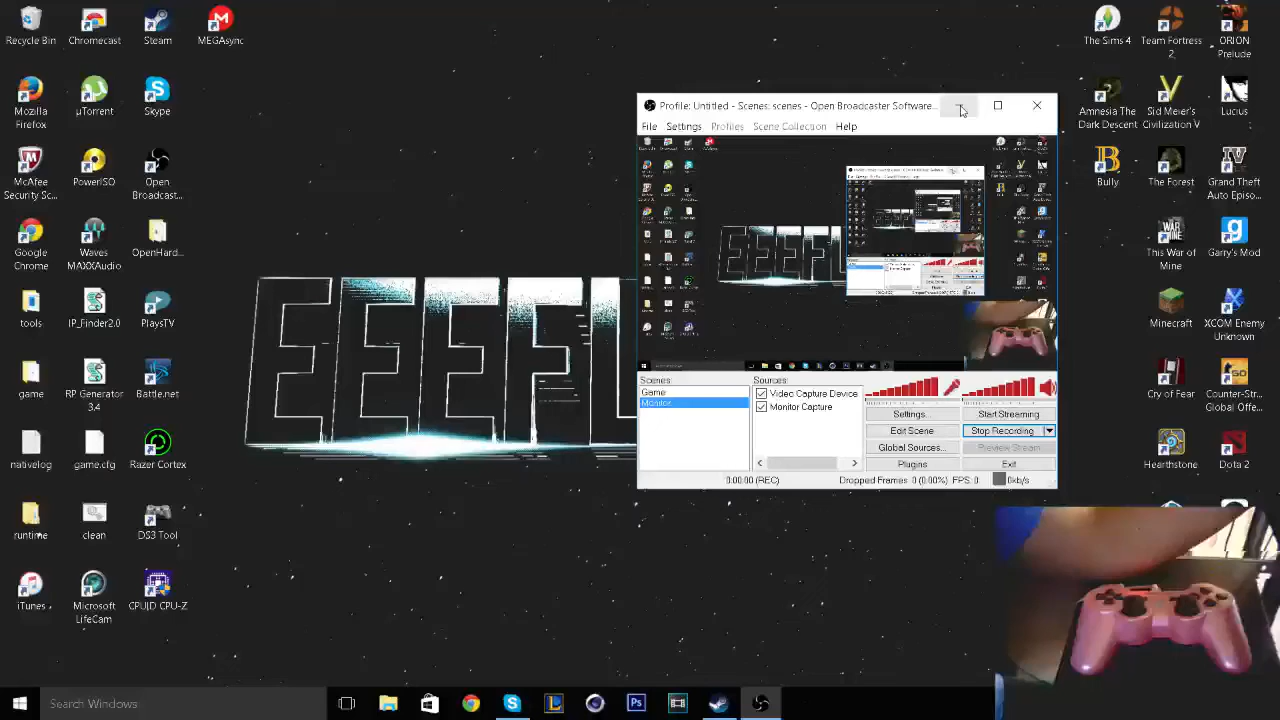 Recycle Bin
Chromecast
Steam
MEGAsync
Mozilla
Firefox
µTorrent
Skype
McAfee
Security Sc...
PowerISO
Open
Broadcast...
Google
Chrome
Waves
MAXXAudio
OpenHard...
tools
IP_Finder2.0
PlaysTV
game
RP Generator
3.4
Battle.net
nativelog
game.cfg
Razer Cortex
runtime
clean
DS3 Tool
iTunes
Microsoft
LifeCam
CPUID CPU-Z
Profile: Untitled - Scenes: scenes - Open Broadcaster Software...
File Settings Profiles Scene Collection Help
Scenes:
Game
Monitor
Sources:
Video Capture Device
Monitor Capture
Settings...
Start Streaming
Edit Scene
Stop Recording
Global Sources...
Preview Stream
Plugins
Exit
0:00:00 (REC)
Dropped Frames: 0 (0.00%) FPS: 0
0kb/s
The Sims 4
Team Fortress
2
ORION
Prelude
Amnesia The
Dark Descent
Sid Meier's
Civilization V
Lucius
Bully
The Forest
Grand Theft
Auto Episo...
This War of
Mine
Garry's Mod
Minecraft
XCOM Enemy
Unknown
Cry of Fear
Counter-Str...
Global Offe...
Hearthstone
Dota 2
Search Windows